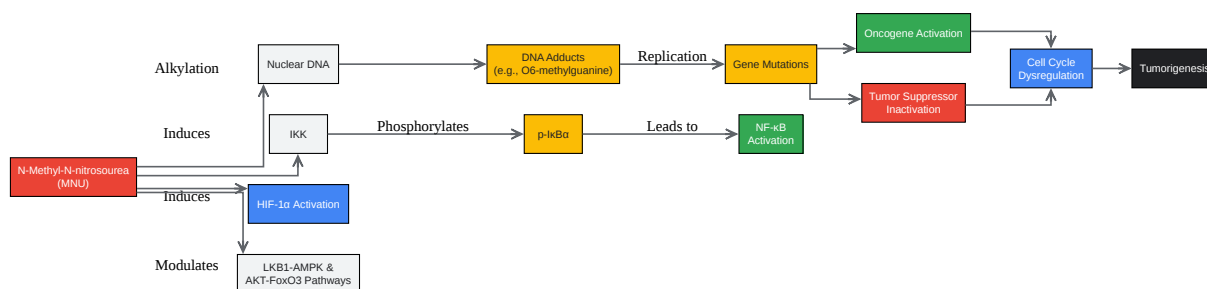 Oncogene Activation
Nuclear DNA
DNA Adducts
(e.g., O6-methylguanine)
Replication
Gene Mutations
Cell Cycle
Dysregulation
Tumorigenesis
Alkylation
Tumor Suppressor
Inactivation
Induces
IKK
Phosphorylates
p-IκBα
Leads to
NF-κB
Activation
N-Methyl-N-nitrosourea
(MNU)
Induces
HIF-1α Activation
Modulates
LKB1-AMPK &
AKT-FoxO3 Pathways